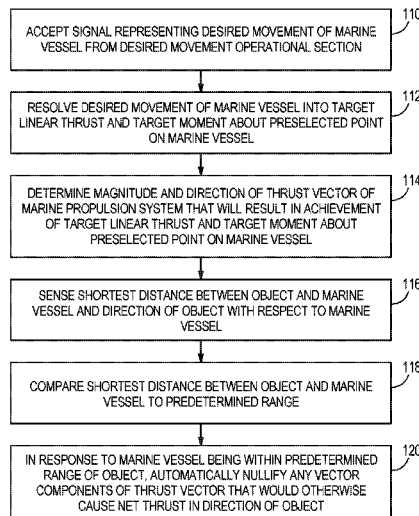 110
ACCEPT SIGNAL REPRESENTING DESIRED MOVEMENT OF MARINE
VESSEL FROM DESIRED MOVEMENT OPERATIONAL SECTION
112
RESOLVE DESIRED MOVEMENT OF MARINE VESSEL INTO TARGET
LINEAR THRUST AND TARGET MOMENT ABOUT PRESELECTED POINT
ON MARINE VESSEL
114
DETERMINE MAGNITUDE AND DIRECTION OF THRUST VECTOR OF
MARINE PROPULSION SYSTEM THAT WILL RESULT IN ACHIEVEMENT
OF TARGET LINEAR THRUST AND TARGET MOMENT ABOUT
PRESELECTED POINT ON MARINE VESSEL
116
SENSE SHORTEST DISTANCE BETWEEN OBJECT AND MARINE
VESSEL AND DIRECTION OF OBJECT WITH RESPECT TO MARINE
VESSEL
118
COMPARE SHORTEST DISTANCE BETWEEN OBJECT AND MARINE
VESSEL TO PREDETERMINED RANGE
120
IN RESPONSE TO MARINE VESSEL BEING WITHIN PREDETERMINED
RANGE OF OBJECT, AUTOMATICALLY NULLIFY ANY VECTOR
COMPONENTS OF THRUST VECTOR THAT WOULD OTHERWISE
CAUSE NET THRUST IN DIRECTION OF OBJECT